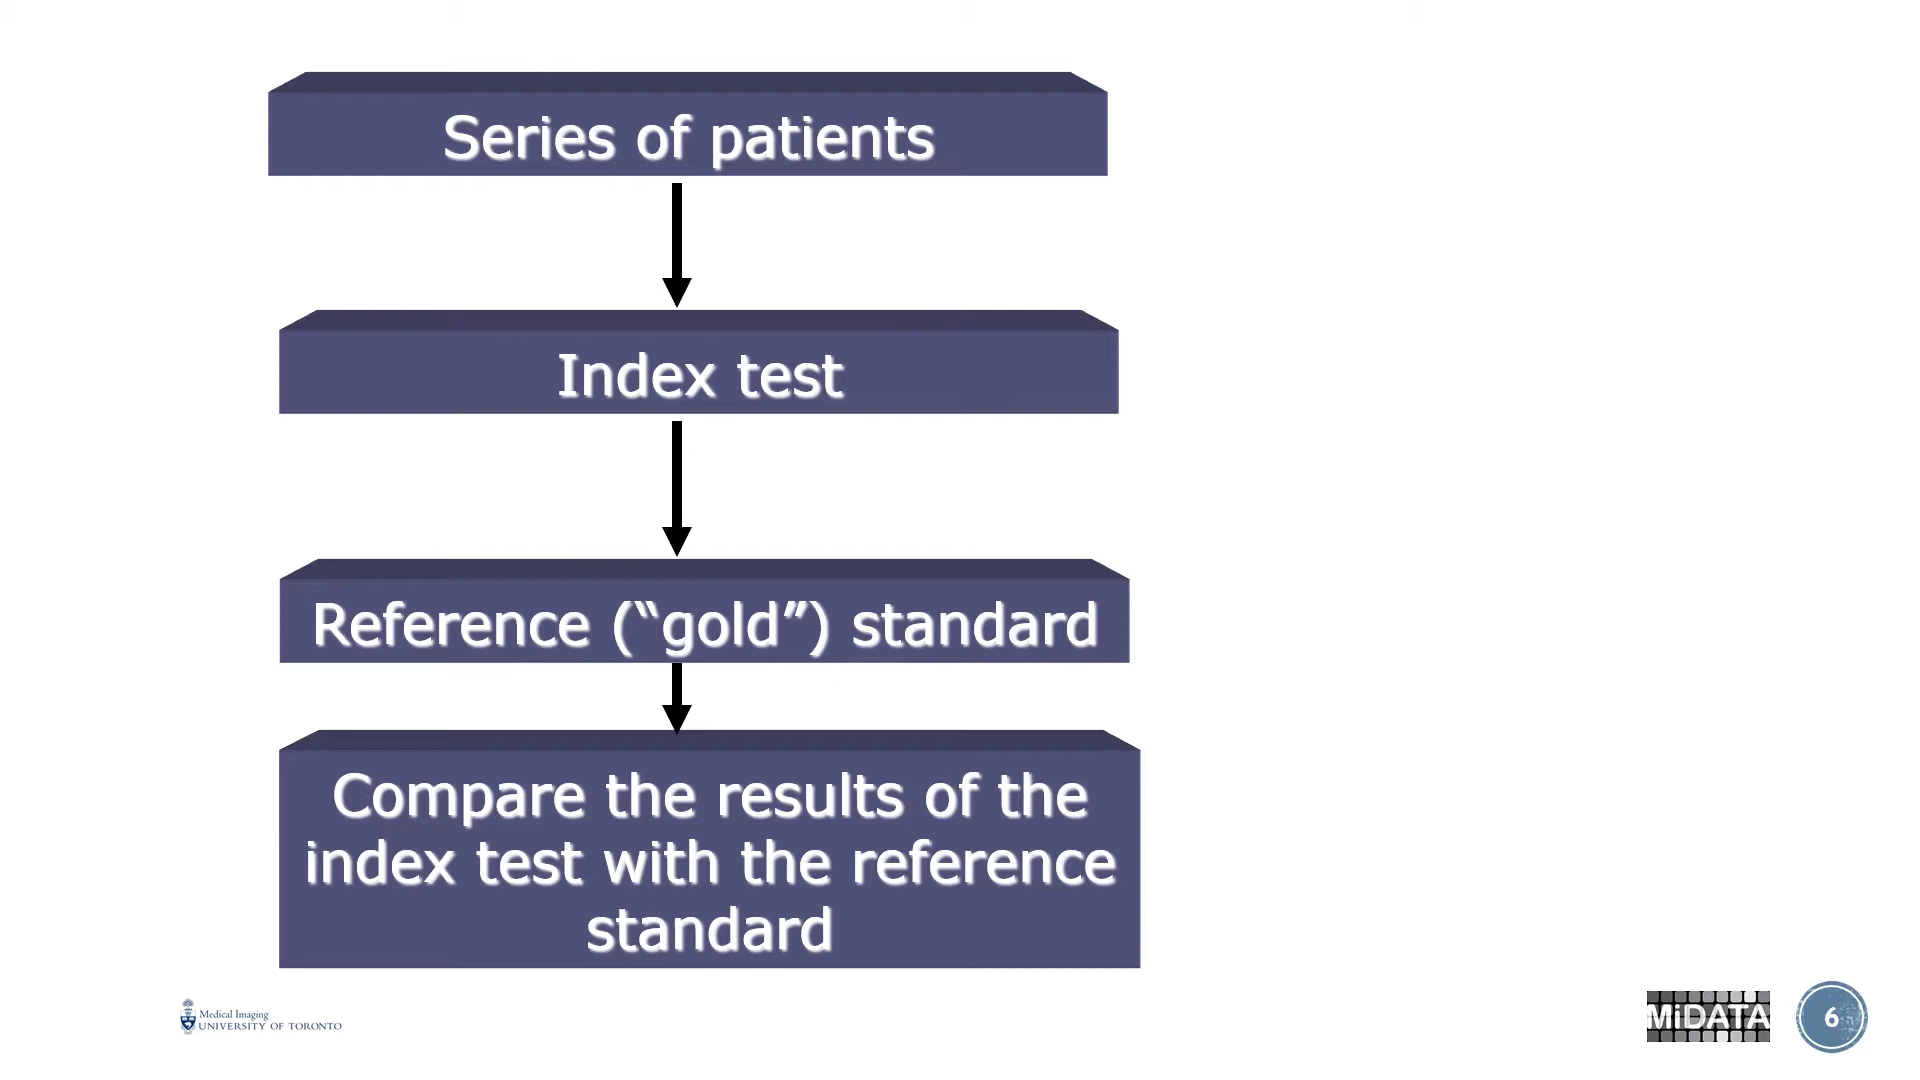 Series of patients
Index test
Reference (“gold”) standard
Compare the results of the
index test with the reference
standard
Medical Imaging
UNIVERSITY OF TORONTO
MiDATA
6